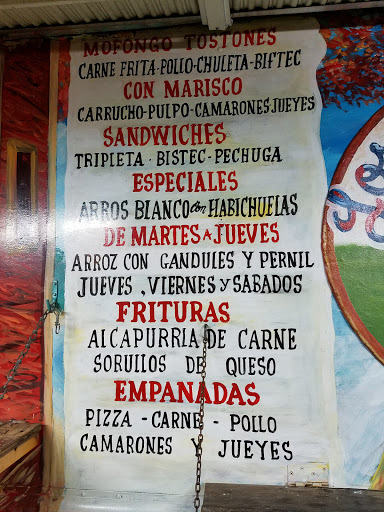 MOFONGO TOSTONES
CARNE FRITA-POLLO-CHULETA-BIFTEC
CON MARISCO
CARRUCHO-PULPO-CAMARONES JUEYES
SANDWICHES
TRIPLETA - BISTEC - PECHUGA
ESPECIALES
ARROS BLANCO con HABICHUELAS
DE MARTES A JUEVES
ARROZ CON GANDULES Y PERNIL
JUEVES, VIERNES Y SABADOS
FRITURAS
ALCAPURRIA DE CARNE
SORULLOS DE QUESO
EMPANADAS
PIZZA - CARNE - POLLO
CAMARONES Y JUEYES